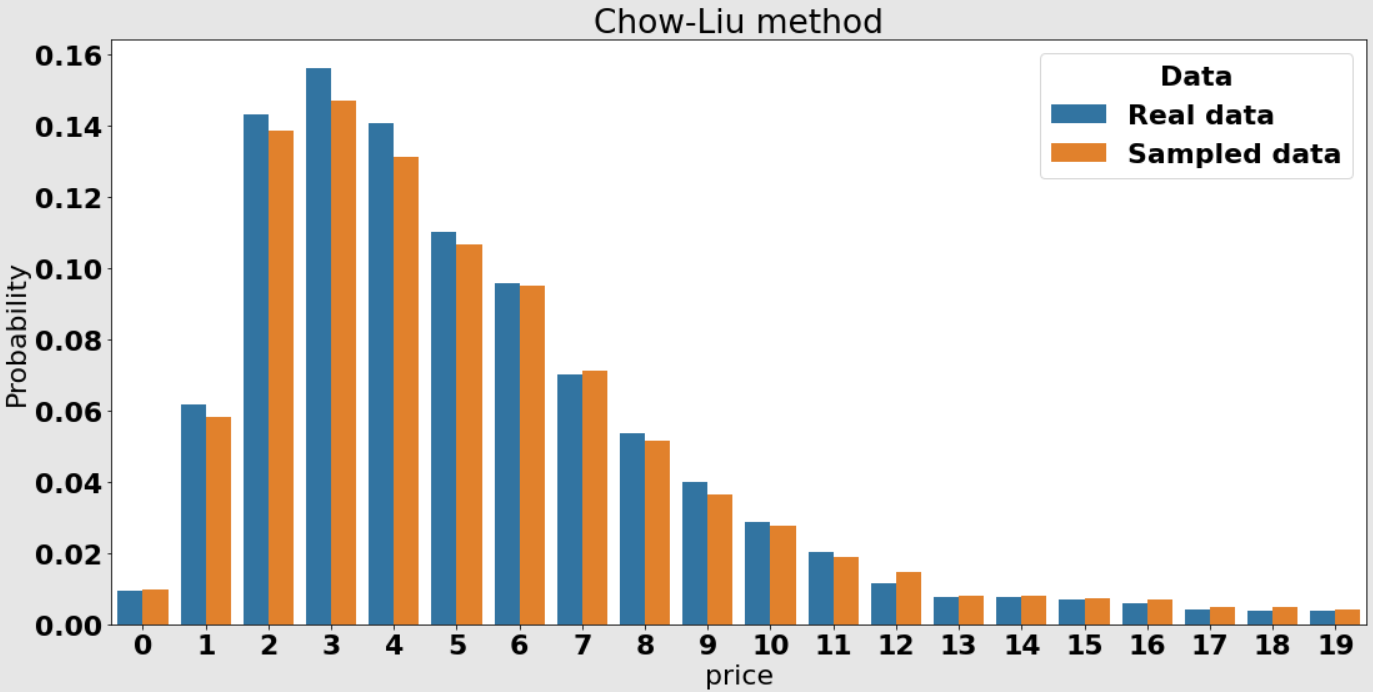 Chow-Liu method
Data
Real data
Sampled data
Probability
0.16
0.14
0.12
0.10
0.08
0.06
0.04
0.02
0.00
0 1 2 3 4 5 6 7 8 9 10 11 12 13 14 15 16 17 18 19
price